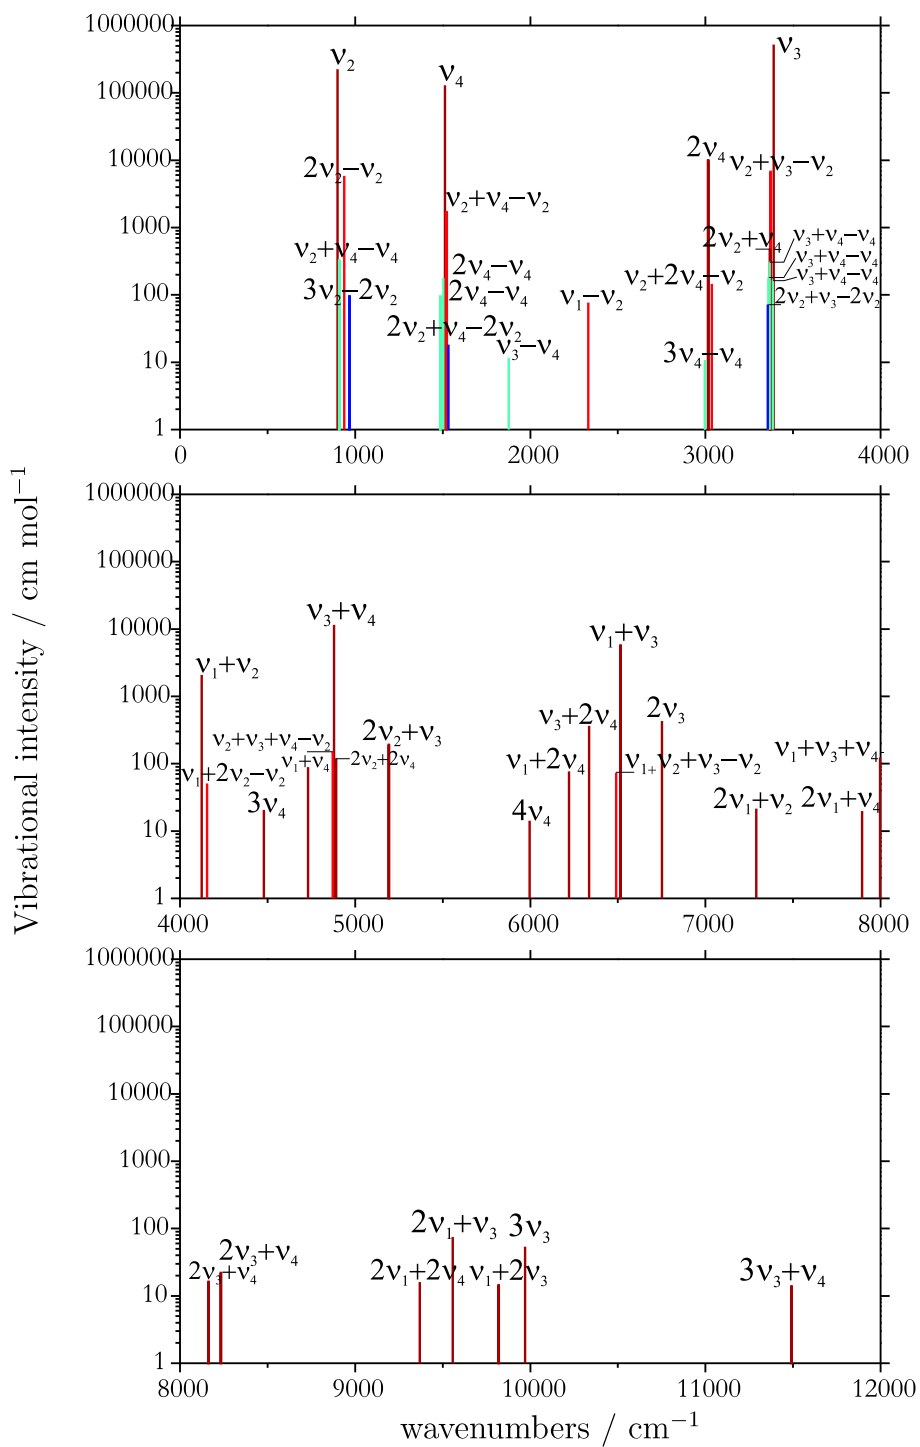 Vibrational intensity / cm mol⁻¹
1000000
ν₂
ν₄
ν₃
100000
10000
2ν₂−ν₂
2ν₄
ν₂+ν₃−ν₂
ν₂+ν₄−ν₂
1000
ν₂+ν₄−ν₄
2ν₄−ν₄
2ν₂+ν₄
ν₃+ν₄−ν₄
ν₃+ν₄−ν₄
ν₃+ν₄−ν₄
ν₂+2ν₄−ν₂
100
3ν₂−2ν₂
2ν₄−ν₄
ν₁−ν₂
2ν₂+ν₃−2ν₂
2ν₂+ν₄−2ν₂
ν₃−ν₄
3ν₄−ν₄
10
1
0 1000 2000 3000 4000
1000000
100000
10000
ν₃+ν₄
ν₁+ν₃
1000
ν₁+ν₂
ν₂+ν₃+ν₄−ν₂
2ν₂+ν₃
ν₃+2ν₄
2ν₃
100
ν₁+2ν₂−ν₂
ν₁+ν₄
2ν₂+2ν₄
ν₁+2ν₄
ν₁+ν₂+ν₃−ν₂
ν₁+ν₃+ν₄
3ν₄
4ν₄
2ν₁+ν₂
2ν₁+ν₄
10
1
4000 5000 6000 7000 8000
1000000
100000
10000
1000
100
2ν₁+ν₃
3ν₃
2ν₃+ν₄
2ν₃+ν₄
2ν₁+2ν₄
ν₁+2ν₃
3ν₃+ν₄
10
1
8000 9000 10000 11000 12000
wavenumbers / cm⁻¹